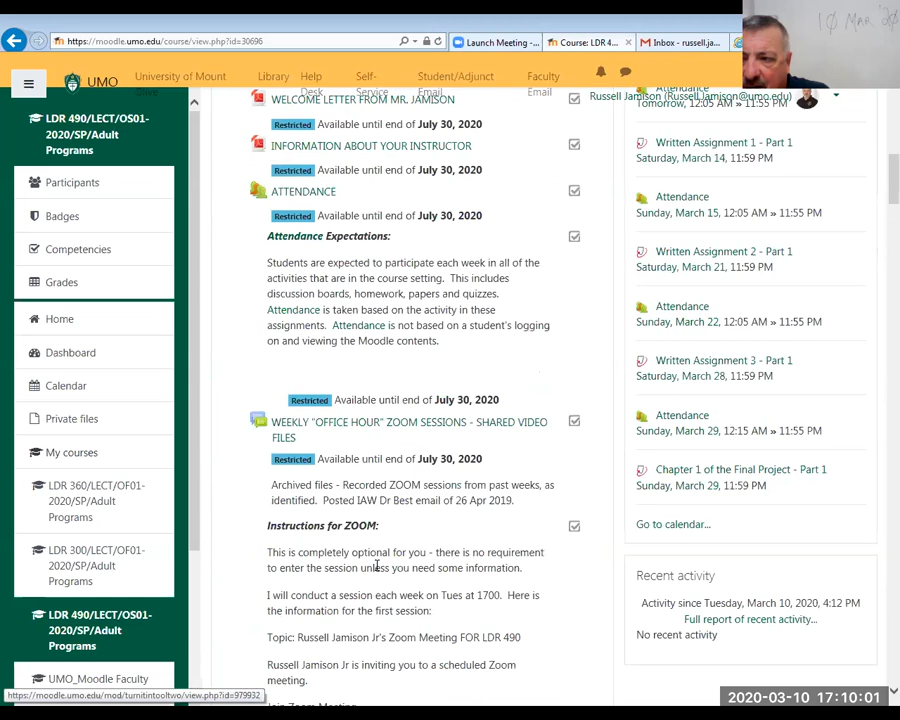 https://moodle.umo.edu/course/view.php?id=30696
Launch Meeting -...
Course: LDR 4...
Inbox - russell.ja...
10 MAR '20
UMO
University of Mount
Olive
Library
Help
Desk
Self-
Service
Student/Adjunct
Email
Faculty
Email
Russell Jamison (Russell.Jamison@umo.edu)
LDR 490/LECT/OS01-
2020/SP/Adult
Programs
Participants
Badges
Competencies
Grades
Home
Dashboard
Calendar
Private files
My courses
LDR 360/LECT/OF01-
2020/SP/Adult
Programs
LDR 300/LECT/OF01-
2020/SP/Adult
Programs
LDR 490/LECT/OS01-
2020/SP/Adult
Programs
UMO_Moodle Faculty
https://moodle.umo.edu/mod/turnitintooltwo/view.php?id=979932
WELCOME LETTER FROM MR. JAMISON
Restricted Available until end of July 30, 2020
INFORMATION ABOUT YOUR INSTRUCTOR
Restricted Available until end of July 30, 2020
ATTENDANCE
Restricted Available until end of July 30, 2020
Attendance Expectations:
Students are expected to participate each week in all of the
activities that are in the course setting. This includes
discussion boards, homework, papers and quizzes.
Attendance is taken based on the activity in these
assignments. Attendance is not based on a student's logging
on and viewing the Moodle contents.
Restricted Available until end of July 30, 2020
WEEKLY "OFFICE HOUR" ZOOM SESSIONS - SHARED VIDEO
FILES
Restricted Available until end of July 30, 2020
Archived files - Recorded ZOOM sessions from past weeks, as
identified. Posted IAW Dr Best email of 26 Apr 2019.
Instructions for ZOOM:
This is completely optional for you - there is no requirement
to enter the session unless you need some information.
I will conduct a session each week on Tues at 1700. Here is
the information for the first session:
Topic: Russell Jamison Jr's Zoom Meeting FOR LDR 490
Russell Jamison Jr is inviting you to a scheduled Zoom
meeting.
Join Zoom Meeting
Attendance
Tomorrow, 12:05 AM » 11:55 PM
Written Assignment 1 - Part 1
Saturday, March 14, 11:59 PM
Attendance
Sunday, March 15, 12:05 AM » 11:55 PM
Written Assignment 2 - Part 1
Saturday, March 21, 11:59 PM
Attendance
Sunday, March 22, 12:05 AM » 11:55 PM
Written Assignment 3 - Part 1
Saturday, March 28, 11:59 PM
Attendance
Sunday, March 29, 12:15 AM » 11:55 PM
Chapter 1 of the Final Project - Part 1
Sunday, March 29, 11:59 PM
Go to calendar...
Recent activity
Activity since Tuesday, March 10, 2020, 4:12 PM
Full report of recent activity...
No recent activity
2020-03-10 17:10:01